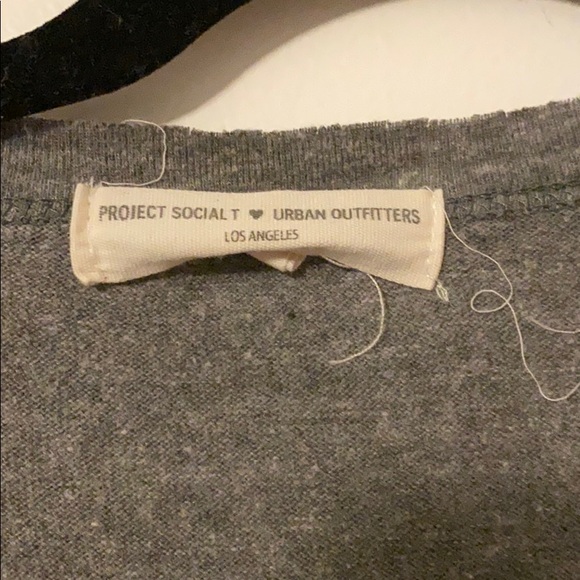 PROJECT SOCIAL T ♥ URBAN OUTFITTERS
LOS ANGELES